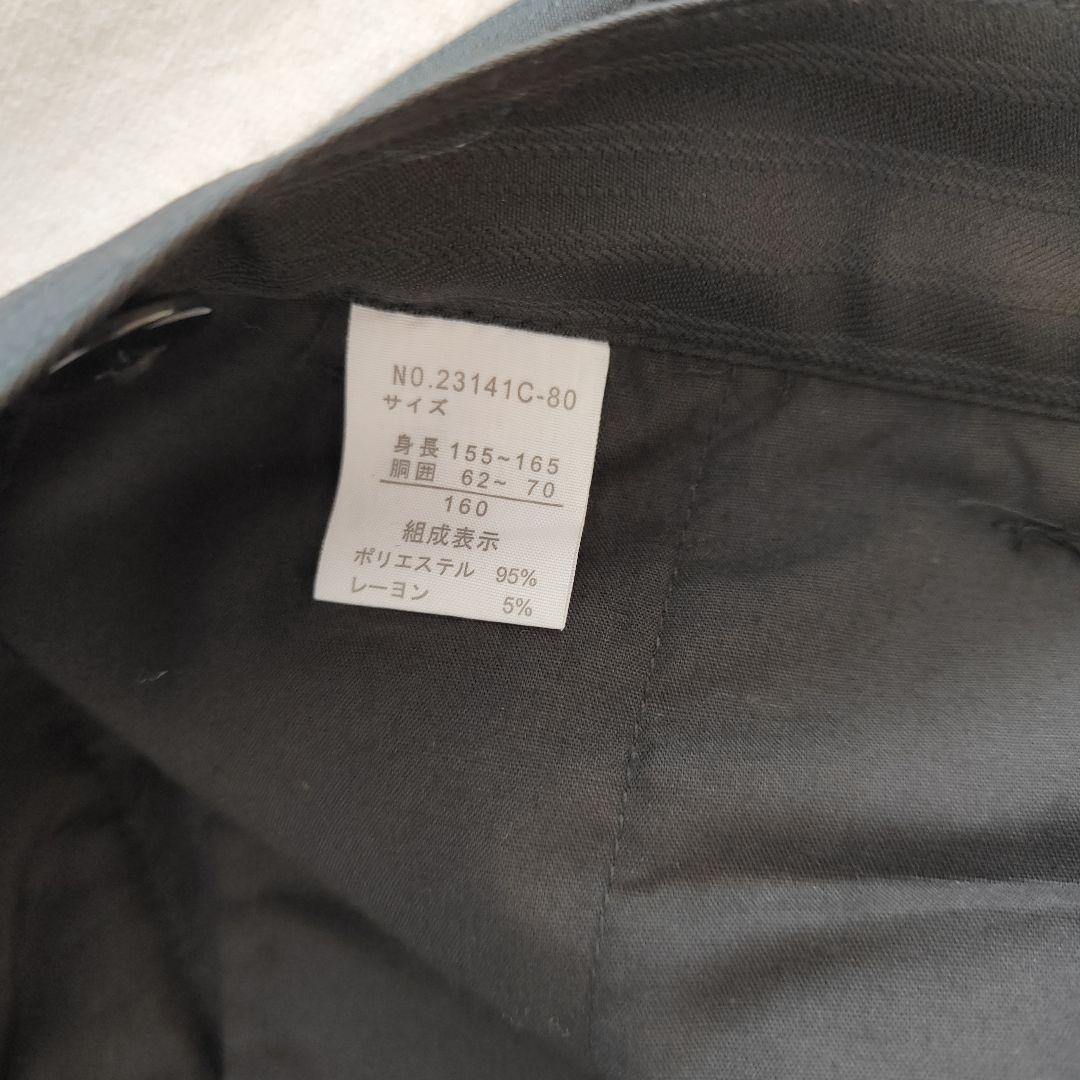 NO.23141C-80
サイズ
身長 155~165
胴囲 62~ 70
160
組成表示
ポリエステル 95%
レーヨン 5%